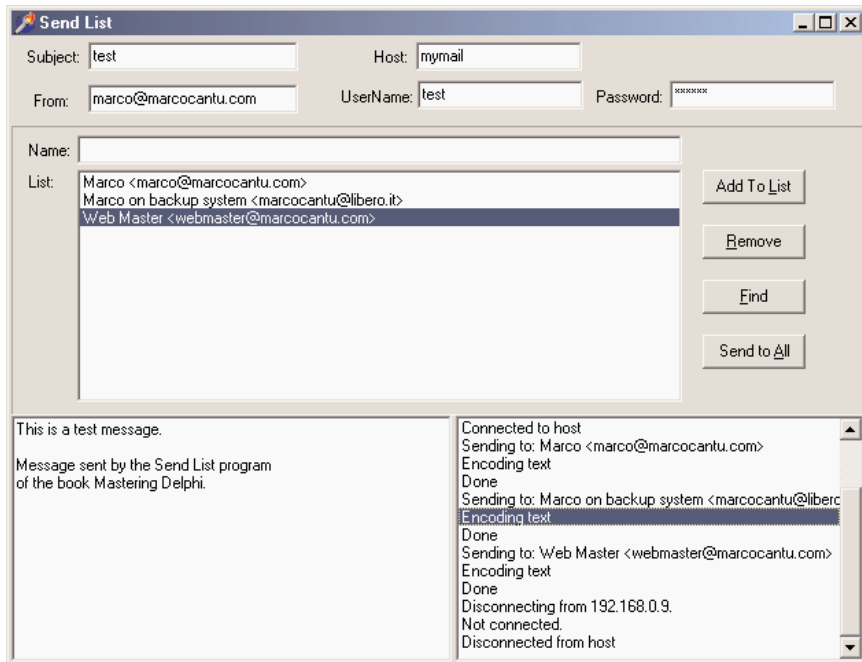 Send List
Subject: test Host: mymail
From: marco@marcocantu.com UserName: test Password: ******
Name:
List:
Marco <marco@marcocantu.com>
Marco on backup system <marcocantu@libero.it>
Web Master <webmaster@marcocantu.com>
Add To List
Remove
Find
Send to All
This is a test message.
Message sent by the Send List program
of the book Mastering Delphi.
Connected to host
Sending to: Marco <marco@marcocantu.com>
Encoding text
Done
Sending to: Marco on backup system <marcocantu@liberc
Encoding text
Done
Sending to: Web Master <webmaster@marcocantu.com>
Encoding text
Done
Disconnecting from 192.168.0.9.
Not connected.
Disconnected from host